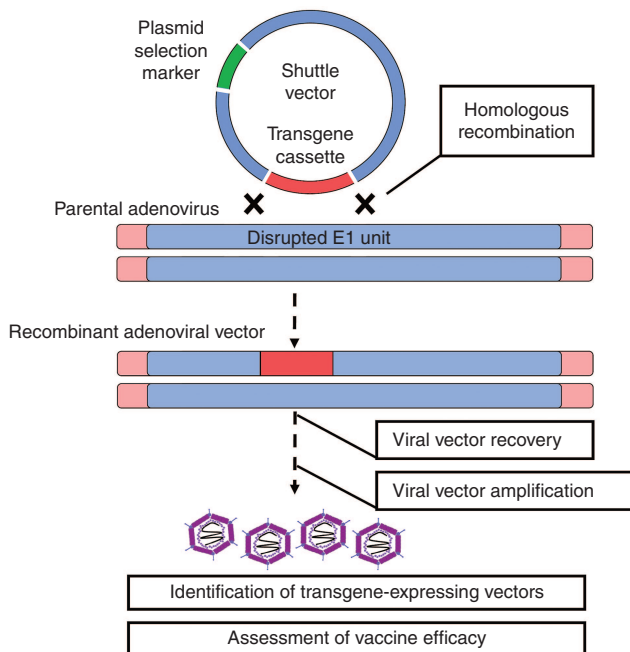 Plasmid
selection
marker
Shuttle
vector
Transgene
cassette
Homologous
recombination
Parental adenovirus
Disrupted E1 unit
Recombinant adenoviral vector
Viral vector recovery
Viral vector amplification
Identification of transgene-expressing vectors
Assessment of vaccine efficacy